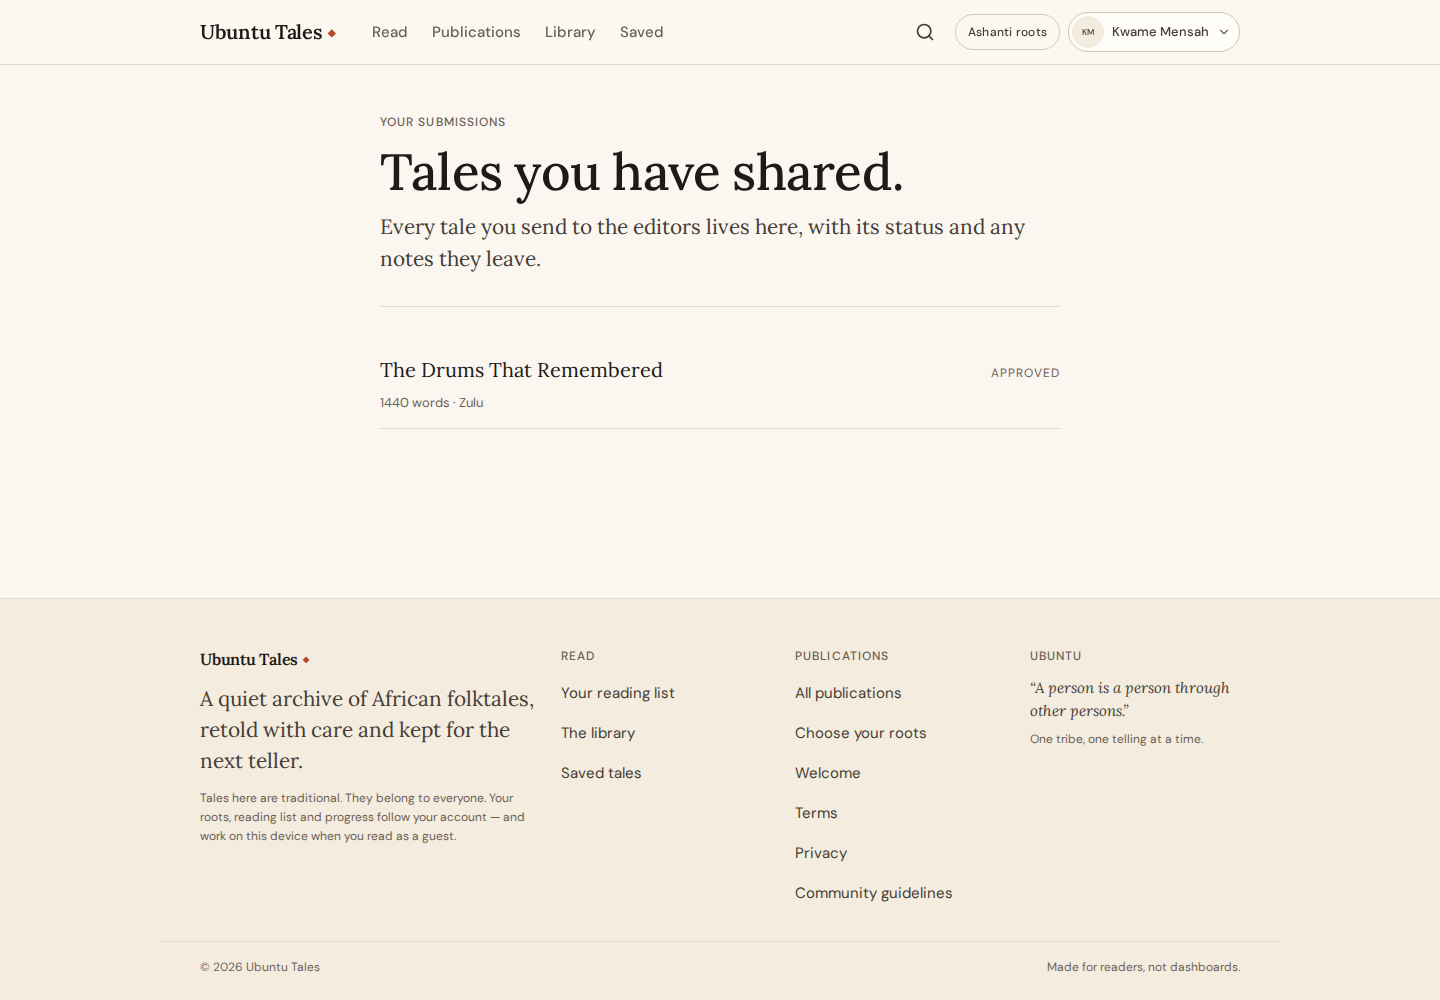 Ubuntu Tales
Read
Publications
Library
Saved
Ashanti roots
KM
Kwame Mensah
YOUR SUBMISSIONS
Tales you have shared.
Every tale you send to the editors lives here, with its status and any
notes they leave.
The Drums That Remembered
APPROVED
1440 words · Zulu
Ubuntu Tales
A quiet archive of African folktales,
retold with care and kept for the
next teller.
Tales here are traditional. They belong to everyone. Your
roots, reading list and progress follow your account — and
work on this device when you read as a guest.
READ
Your reading list
The library
Saved tales
PUBLICATIONS
All publications
Choose your roots
Welcome
Terms
Privacy
Community guidelines
UBUNTU
“A person is a person through
other persons.”
One tribe, one telling at a time.
© 2026 Ubuntu Tales
Made for readers, not dashboards.